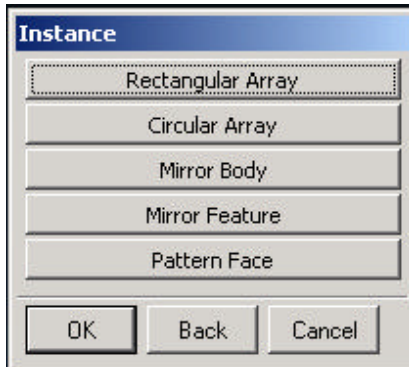 Instance
Rectangular Array
Circular Array
Mirror Body
Mirror Feature
Pattern Face
OK Back Cancel